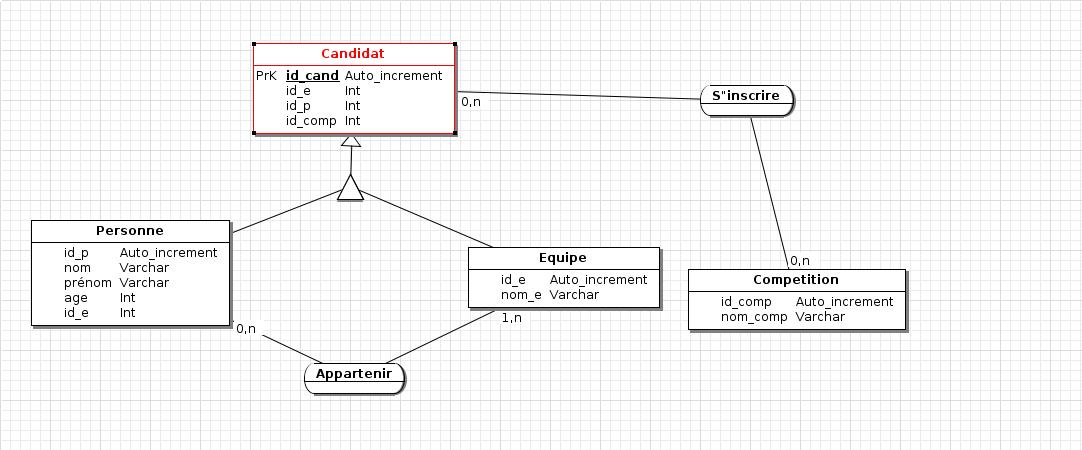 Candidat
PrK id_cand Auto_increment
id_e Int
id_p Int
id_comp Int
0,n
S"inscrire
Personne
id_p Auto_increment
nom Varchar
prénom Varchar
age Int
id_e Int
Equipe
id_e Auto_increment
nom_e Varchar
0,n
Competition
id_comp Auto_increment
nom_comp Varchar
1,n
0,n
Appartenir